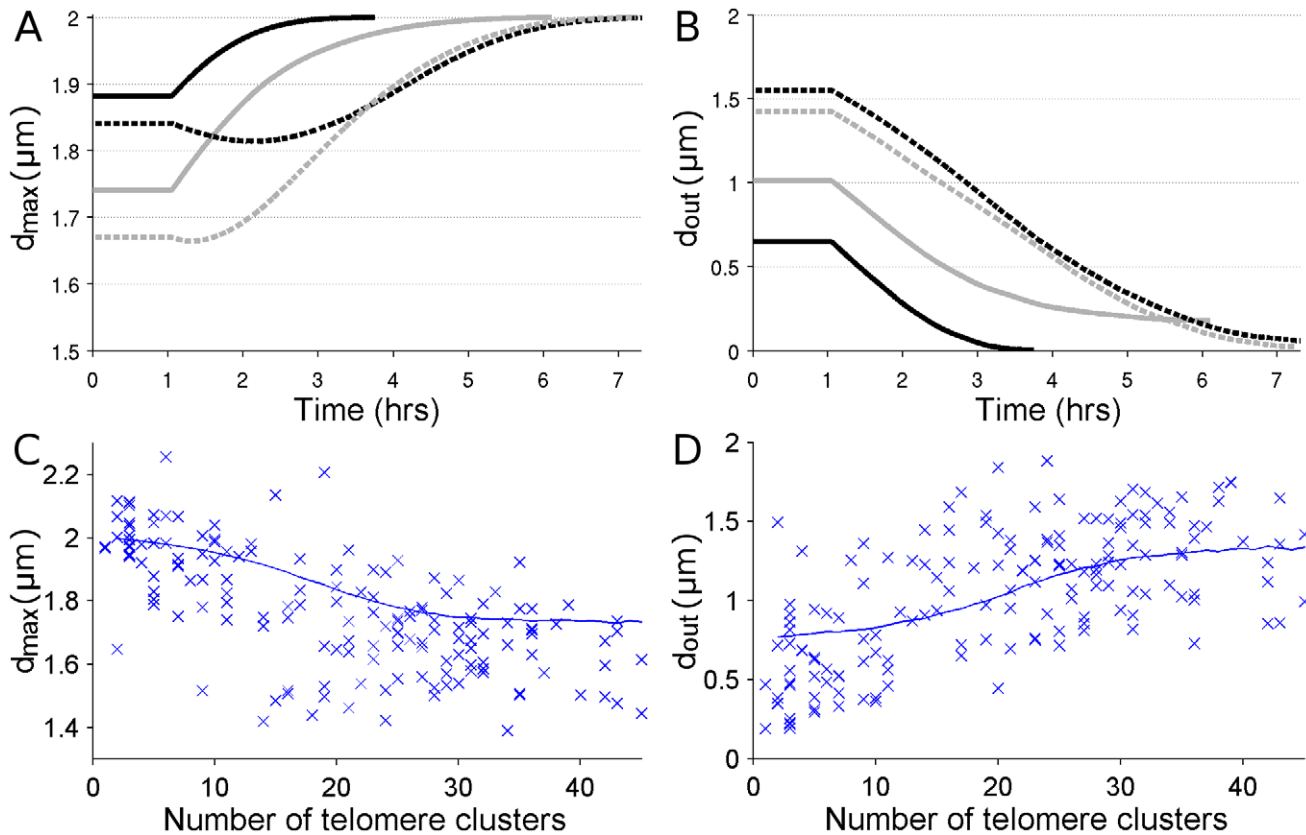 A
d_max (μm)
2
1.9
1.8
1.7
1.6
1.5
0 1 2 3 4 5 6 7
Time (hrs)
B
d_out (μm)
2
1.5
1
0.5
0
0 1 2 3 4 5 6 7
Time (hrs)
C
d_max (μm)
2.2
2
1.8
1.6
1.4
0 10 20 30 40
Number of telomere clusters
D
d_out (μm)
2
1.5
1
0.5
0
0 10 20 30 40
Number of telomere clusters